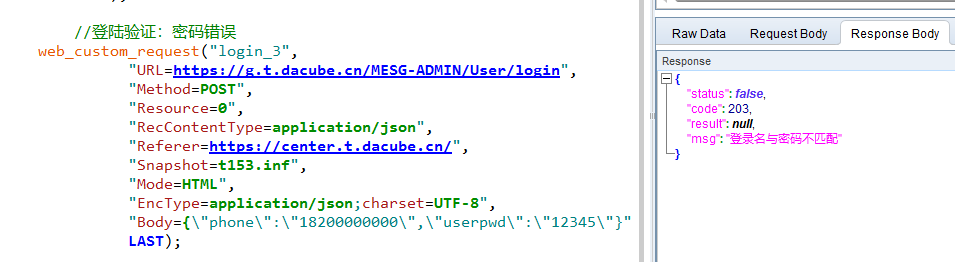 //登陆验证：密码错误
web_custom_request("login_3",
"URL=https://g.t.dacube.cn/MESG-ADMIN/User/login",
"Method=POST",
"Resource=0",
"RecContentType=application/json",
"Referer=https://center.t.dacube.cn/",
"Snapshot=t153.inf",
"Mode=HTML",
"EncType=application/json;charset=UTF-8",
"Body={\"phone\":\"18200000000\",\"userpwd\":\"12345\"}"
LAST);
Raw Data Request Body Response Body
Response
{
"status": false,
"code": 203,
"result": null,
"msg": "登录名与密码不匹配"
}